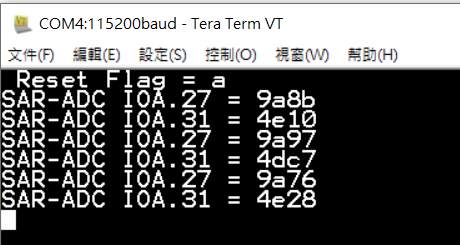 COM4:115200baud - Tera Term VT
文件(F) 編輯(E) 設定(S) 控制(O) 視窗(W) 幫助(H)
Reset Flag = a
SAR-ADC IOA.27 = 9a8b
SAR-ADC IOA.31 = 4e10
SAR-ADC IOA.27 = 9a97
SAR-ADC IOA.31 = 4dc7
SAR-ADC IOA.27 = 9a76
SAR-ADC IOA.31 = 4e28